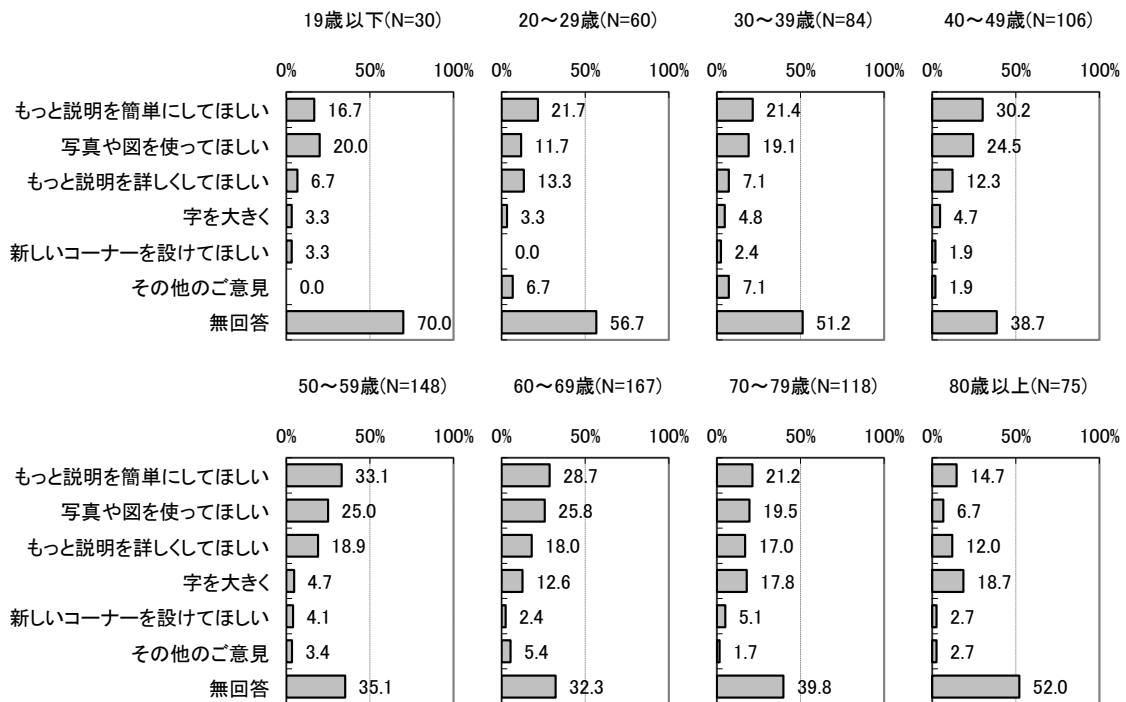 19歳以下(N=30) 20～29歳(N=60) 30～39歳(N=84) 40～49歳(N=106)
0% 50% 100% 0% 50% 100% 0% 50% 100% 0% 50% 100%
もっと説明を簡単にしてほしい 16.7 21.7 21.4 30.2
写真や図を使ってほしい 20.0 11.7 19.1 24.5
もっと説明を詳しくしてほしい 6.7 13.3 7.1 12.3
字を大きく 3.3 3.3 4.8 4.7
新しいコーナーを設けてほしい 3.3 0.0 2.4 1.9
その他のご意見 0.0 6.7 7.1 1.9
無回答 70.0 56.7 51.2 38.7
50～59歳(N=148) 60～69歳(N=167) 70～79歳(N=118) 80歳以上(N=75)
0% 50% 100% 0% 50% 100% 0% 50% 100% 0% 50% 100%
もっと説明を簡単にしてほしい 33.1 28.7 21.2 14.7
写真や図を使ってほしい 25.0 25.8 19.5 6.7
もっと説明を詳しくしてほしい 18.9 18.0 17.0 12.0
字を大きく 4.7 12.6 17.8 18.7
新しいコーナーを設けてほしい 4.1 2.4 5.1 2.7
その他のご意見 3.4 5.4 1.7 2.7
無回答 35.1 32.3 39.8 52.0